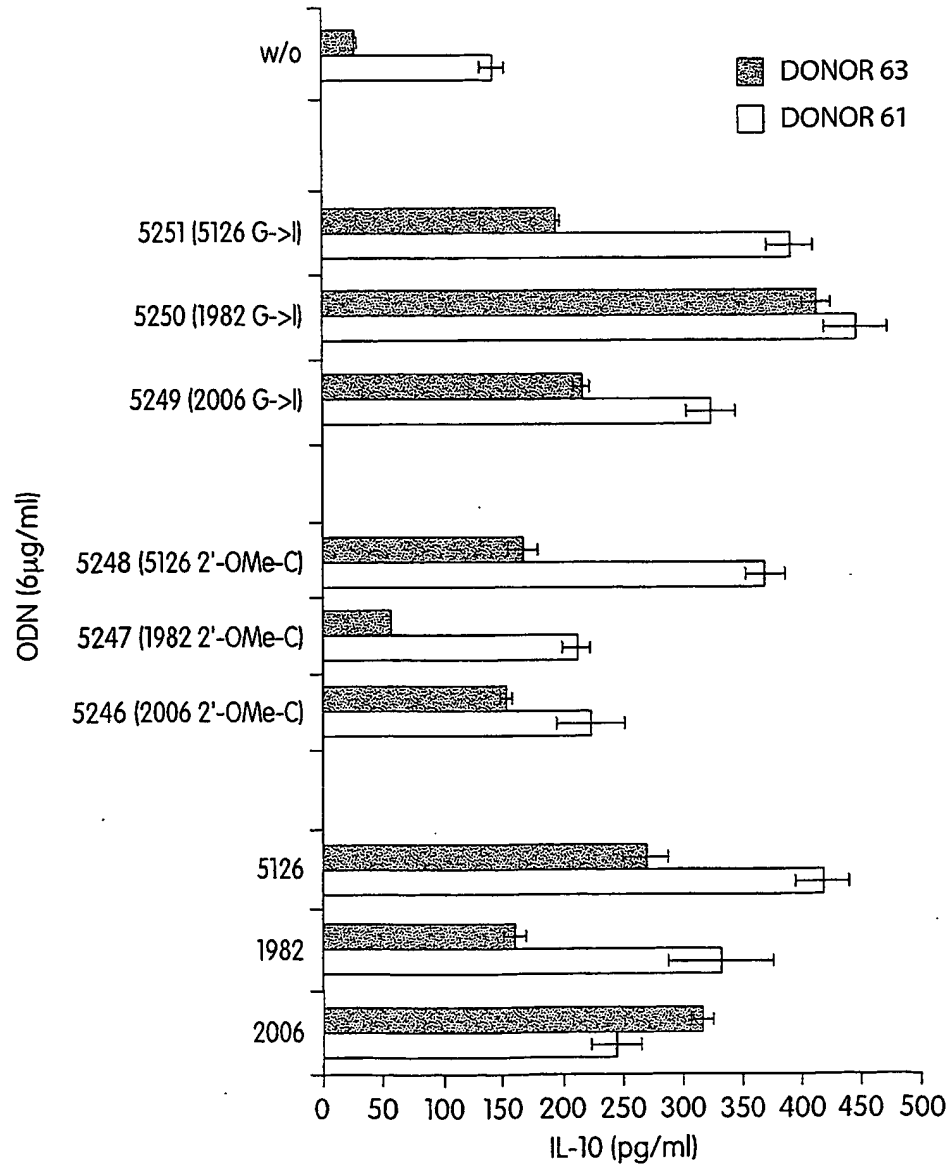 w/o
DONOR 63
DONOR 61
5251 (5126 G->I)
5250 (1982 G->I)
5249 (2006 G->I)
5248 (5126 2'-OMe-C)
5247 (1982 2'-OMe-C)
5246 (2006 2'-OMe-C)
5126
1982
2006
ODN (6μg/ml)
0 50 100 150 200 250 300 350 400 450 500
IL-10 (pg/ml)